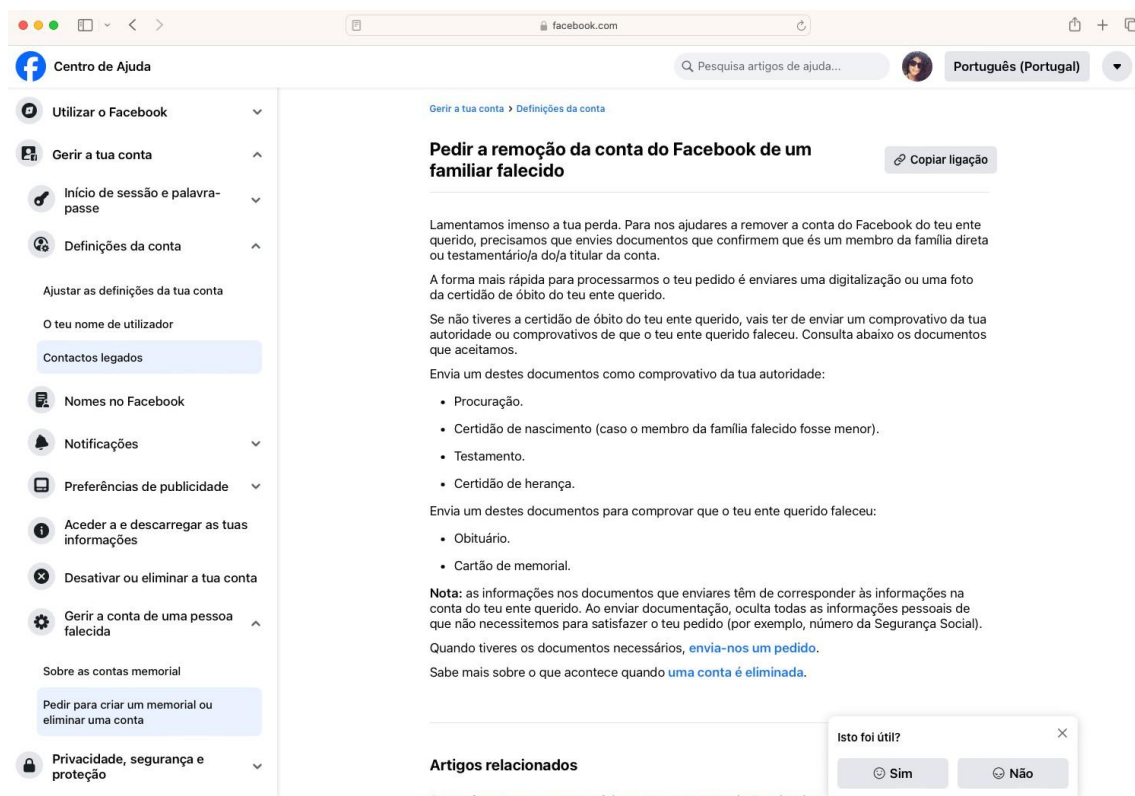 facebook.com
Centro de Ajuda
Pesquisa artigos de ajuda...
Português (Portugal)
Utilizar o Facebook
Gerir a tua conta
Início de sessão e palavra-
passe
Definições da conta
Ajustar as definições da tua conta
O teu nome de utilizador
Contactos legados
Nomes no Facebook
Notificações
Preferências de publicidade
Aceder a e descarregar as tuas
informações
Desativar ou eliminar a tua conta
Gerir a conta de uma pessoa
falecida
Sobre as contas memorial
Pedir para criar um memorial ou
eliminar uma conta
Privacidade, segurança e
proteção
Gerir a tua conta › Definições da conta
Pedir a remoção da conta do Facebook de um
familiar falecido
Copiar ligação
Lamentamos imenso a tua perda. Para nos ajudares a remover a conta do Facebook do teu ente
querido, precisamos que envies documentos que confirmem que és um membro da família direta
ou testamentário/a do/a titular da conta.
A forma mais rápida para processarmos o teu pedido é enviares uma digitalização ou uma foto
da certidão de óbito do teu ente querido.
Se não tiveres a certidão de óbito do teu ente querido, vais ter de enviar um comprovativo da tua
autoridade ou comprovativos de que o teu ente querido faleceu. Consulta abaixo os documentos
que aceitamos.
Envia um destes documentos como comprovativo da tua autoridade:
• Procuração.
• Certidão de nascimento (caso o membro da família falecido fosse menor).
• Testamento.
• Certidão de herança.
Envia um destes documentos para comprovar que o teu ente querido faleceu:
• Obituário.
• Cartão de memorial.
Nota: as informações nos documentos que enviares têm de corresponder às informações na
conta do teu ente querido. Ao enviar documentação, oculta todas as informações pessoais de
que não necessitemos para satisfazer o teu pedido (por exemplo, número da Segurança Social).
Quando tiveres os documentos necessários, envia-nos um pedido.
Sabe mais sobre o que acontece quando uma conta é eliminada.
Artigos relacionados
Isto foi útil?
Sim
Não